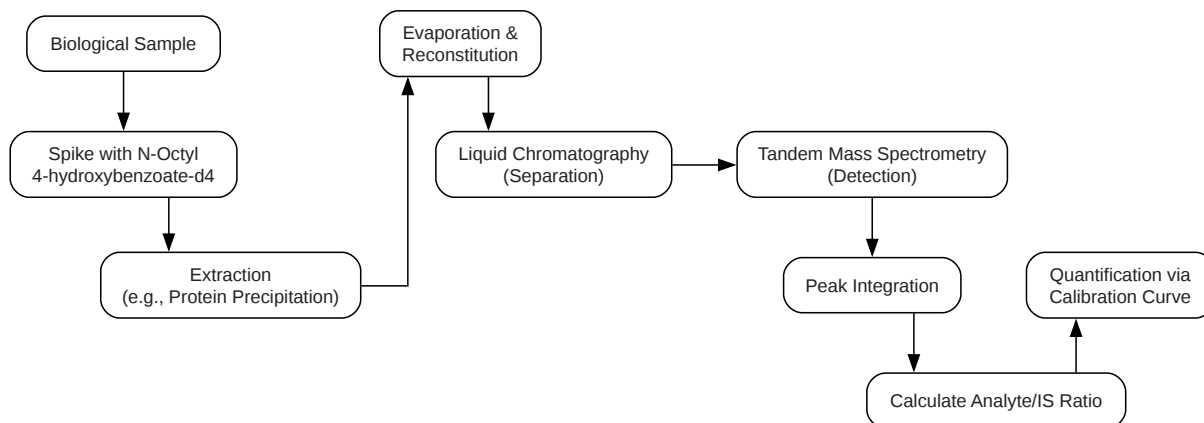 Biological Sample
Spike with N-Octyl
4-hydroxybenzoate-d4
Extraction
(e.g., Protein Precipitation)
Evaporation &
Reconstitution
Liquid Chromatography
(Separation)
Tandem Mass Spectrometry
(Detection)
Peak Integration
Calculate Analyte/IS Ratio
Quantification via
Calibration Curve